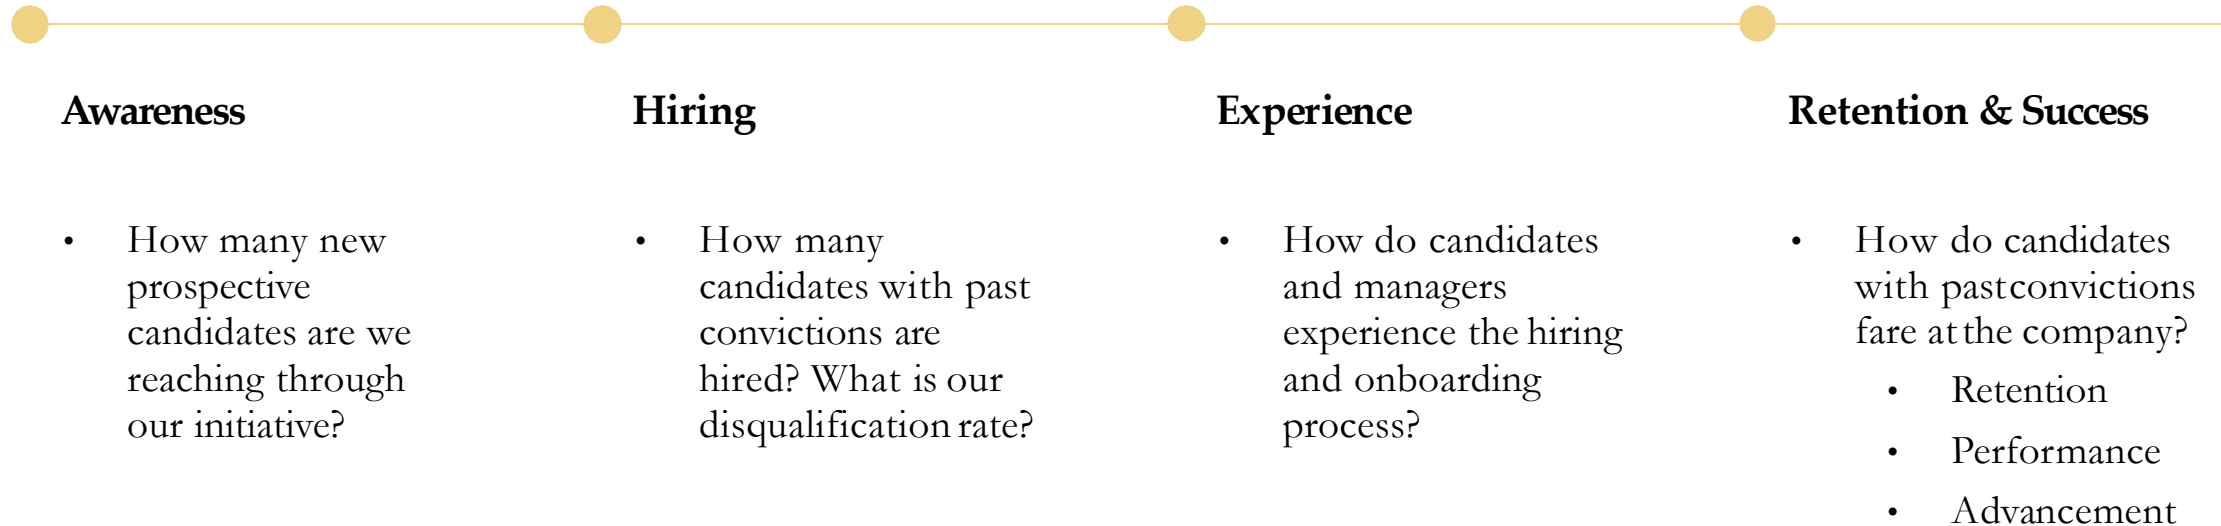 Awareness
• How many new
prospective
candidates are we
reaching through
our initiative?
Hiring
• How many
candidates with past
convictions are
hired? What is our
disqualification rate?
Experience
• How do candidates
and managers
experience the hiring
and onboarding
process?
Retention & Success
• How do candidates
with past convictions
fare at the company?
• Retention
• Performance
• Advancement